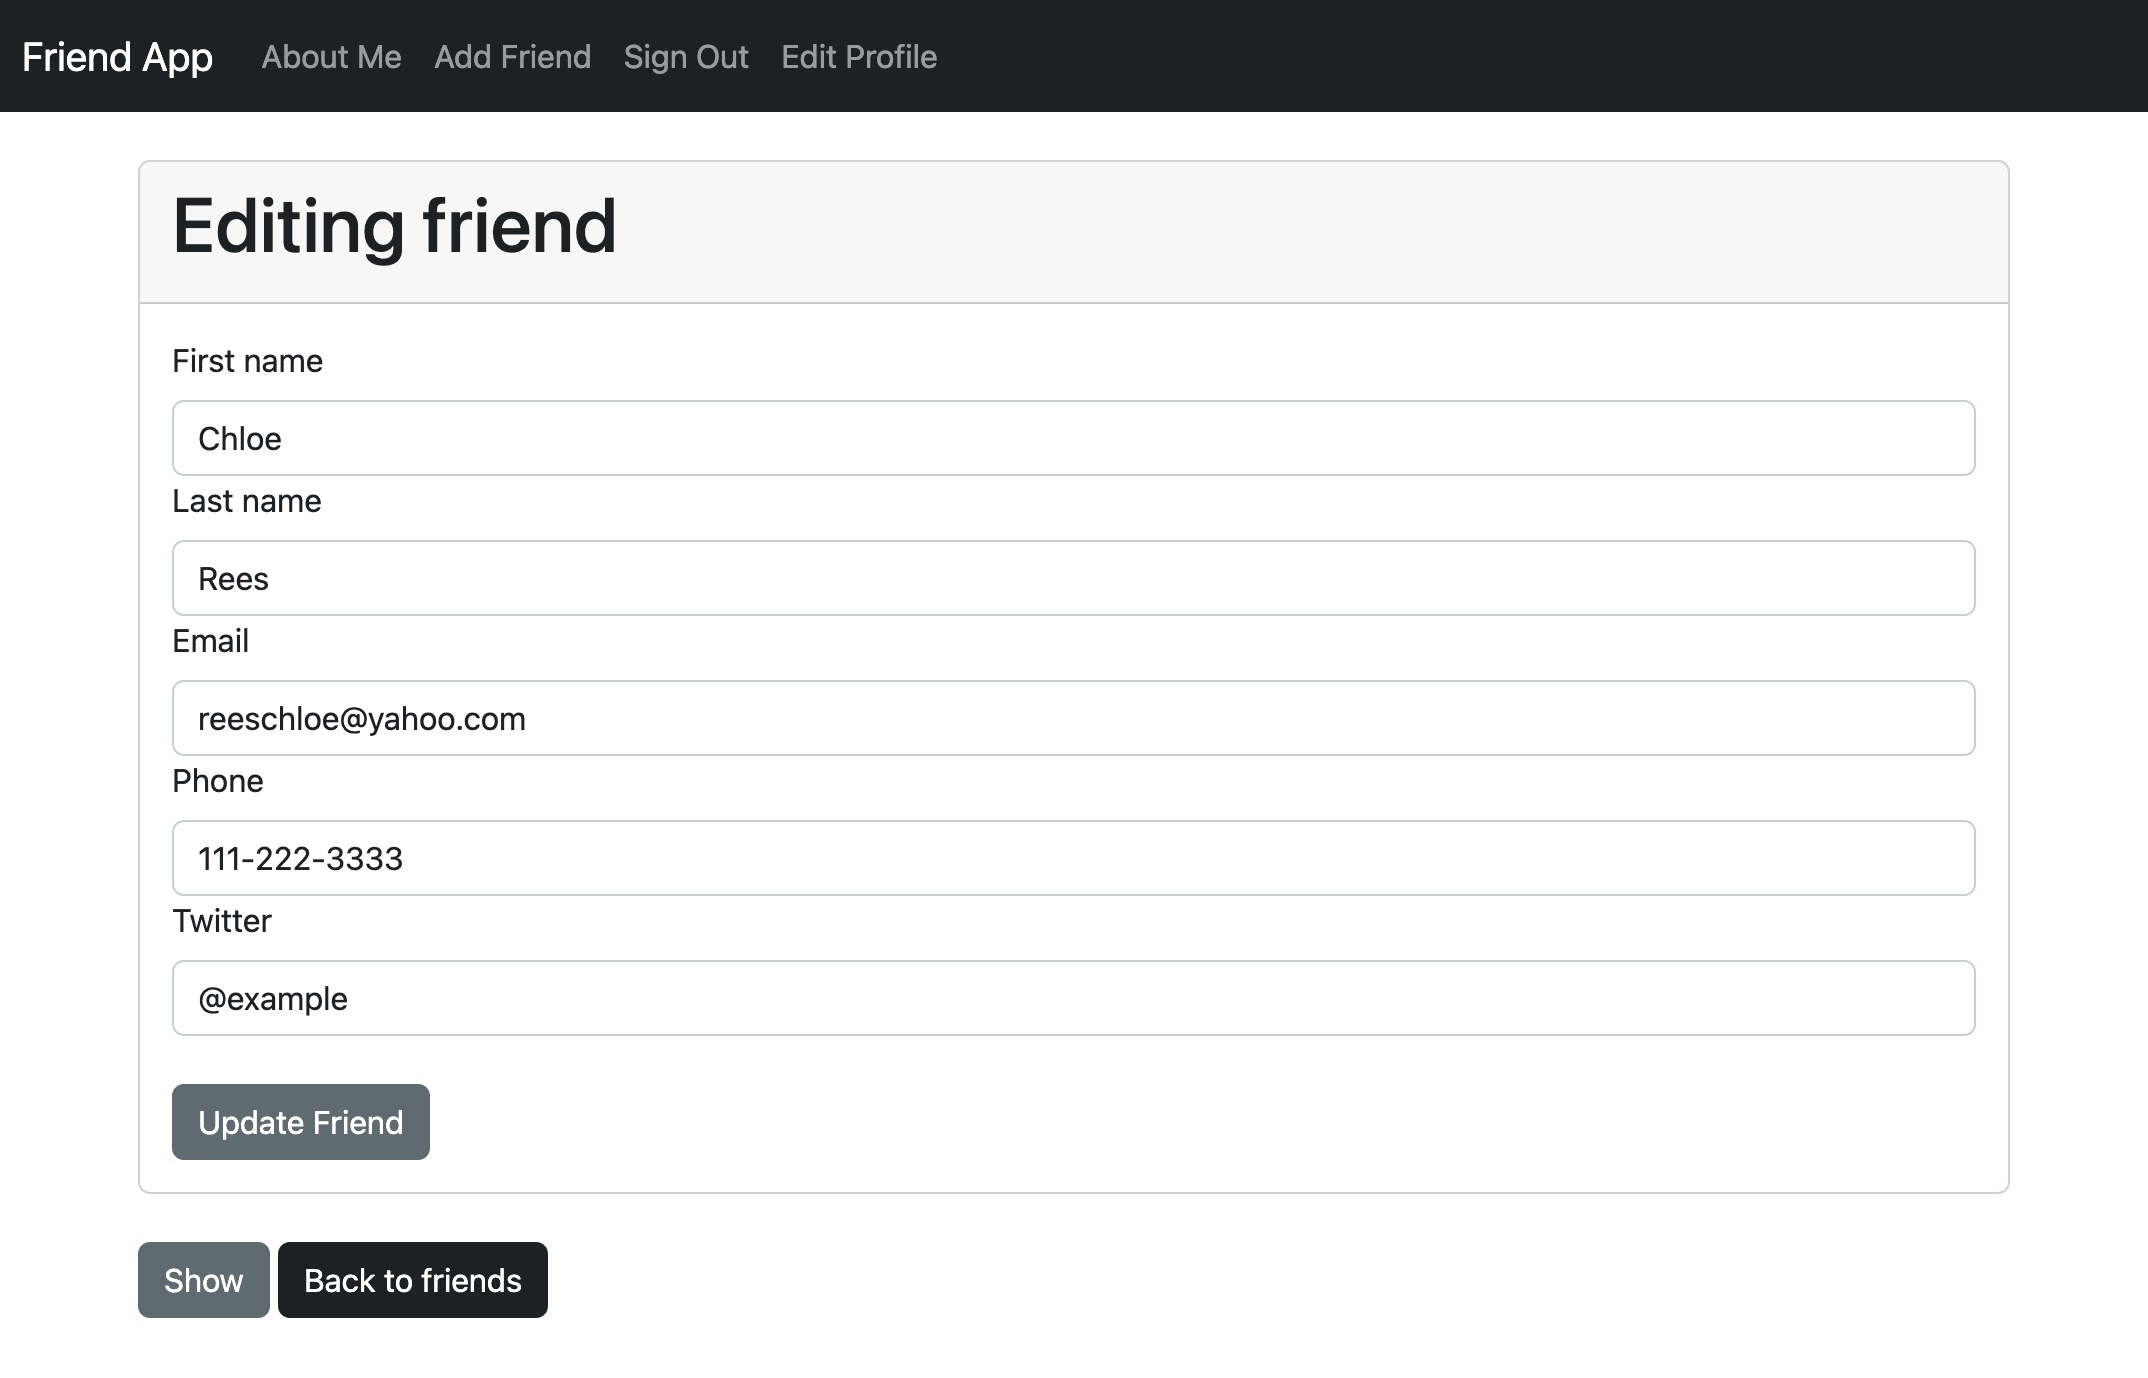 Friend App About Me Add Friend Sign Out Edit Profile
Editing friend
First name
Chloe
Last name
Rees
Email
reeschloe@yahoo.com
Phone
111-222-3333
Twitter
@example
Update Friend
Show Back to friends